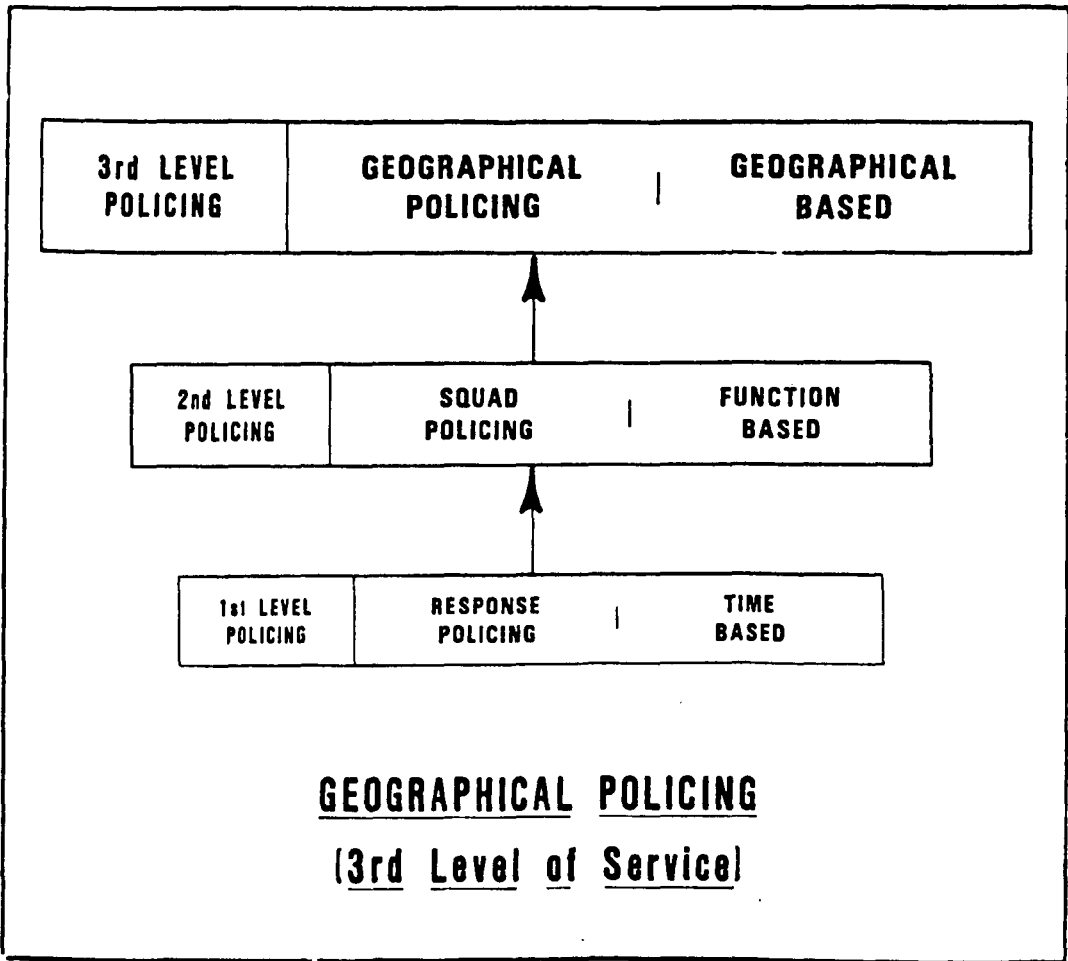 3rd LEVEL
POLICING
GEOGRAPHICAL
POLICING
GEOGRAPHICAL
BASED
2nd LEVEL
POLICING
SQUAD
POLICING
FUNCTION
BASED
1st LEVEL
POLICING
RESPONSE
POLICING
TIME
BASED
GEOGRAPHICAL POLICING
(3rd Level of Service)